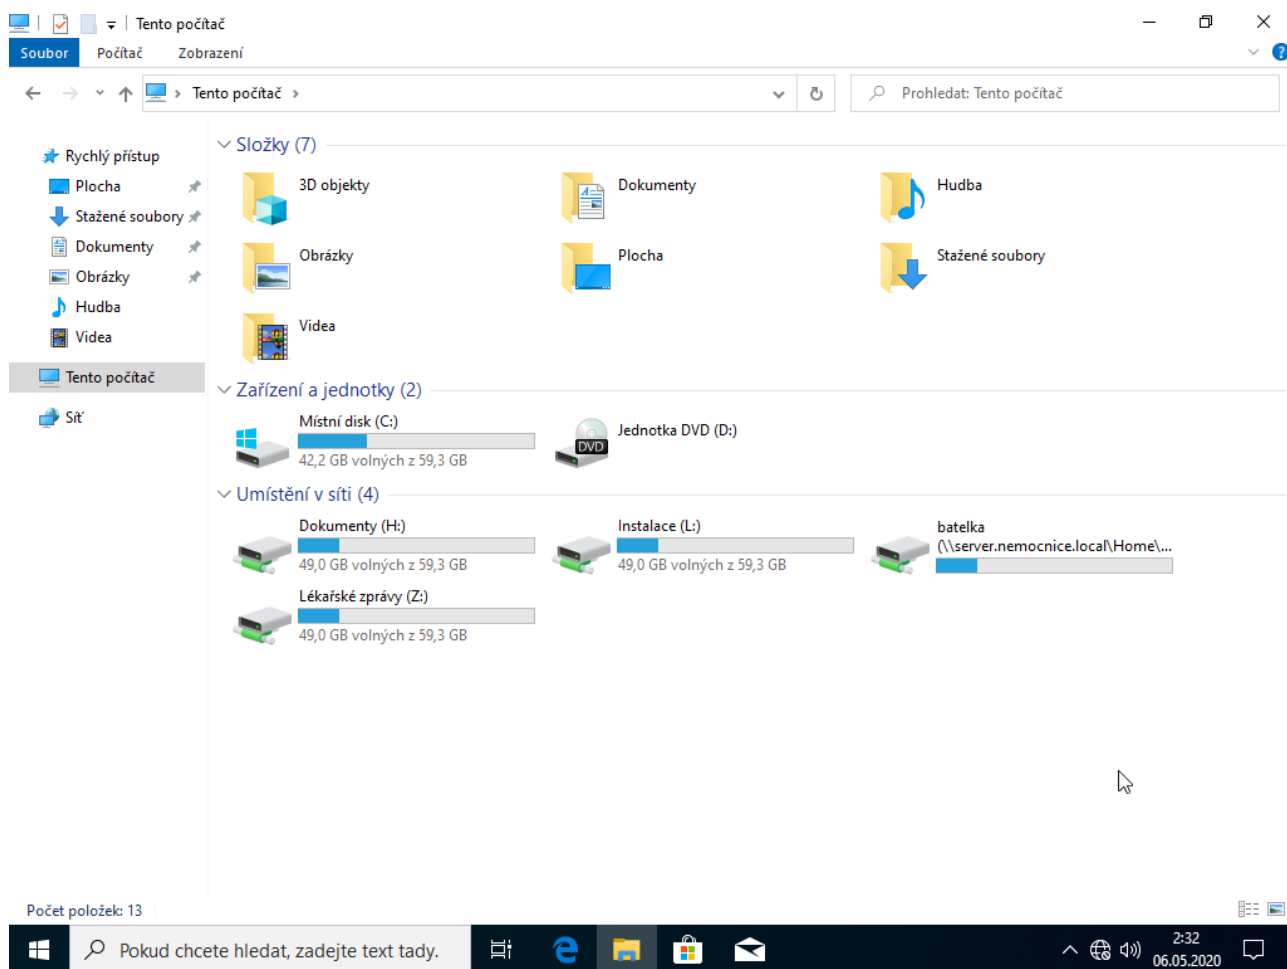 Tento počítač
Soubor Počítač Zobrazení
Tento počítač
Prohledat: Tento počítač
Rychlý přístup
Plocha
Stažené soubory
Dokumenty
Obrázky
Hudba
Videa
Tento počítač
Síť
Složky (7)
3D objekty
Dokumenty
Hudba
Obrázky
Plocha
Stažené soubory
Videa
Zařízení a jednotky (2)
Místní disk (C:)
42,2 GB volných z 59,3 GB
Jednotka DVD (D:)
DVD
Umístění v síti (4)
Dokumenty (H:)
49,0 GB volných z 59,3 GB
Instalace (L:)
49,0 GB volných z 59,3 GB
batelka
(\\server.nemocnice.local\Home\...
Lékařské zprávy (Z:)
49,0 GB volných z 59,3 GB
Počet položek: 13
Pokud chcete hledat, zadejte text tady.
2:32
06.05.2020